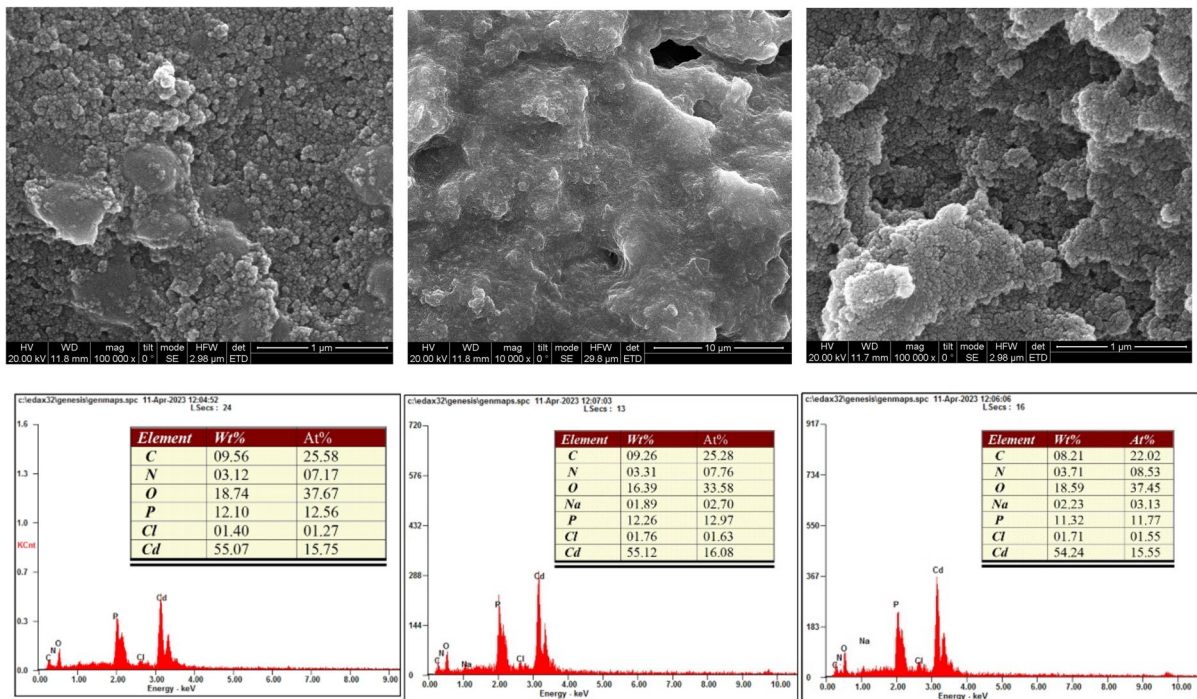 HV WD mag tilt mode HFW det
20.00 kV 11.8 mm 100 000 x 0 ° SE 2.98 µm ETD 1 µm
HV WD mag tilt mode HFW det
20.00 kV 11.8 mm 10 000 x 0 ° SE 29.8 µm ETD 10 µm
HV WD mag tilt mode HFW det
20.00 kV 11.7 mm 100 000 x 0 ° SE 2.98 µm ETD 1 µm
c:\edax32\genesis\genmaps.spc 11-Apr-2023 12:04:52
LSecs : 24
1.6
1.3
1.0
KCnt
0.7
0.3
0.0
Element Wt% At%
C 09.56 25.58
N 03.12 07.17
O 18.74 37.67
P 12.10 12.56
Cl 01.40 01.27
Cd 55.07 15.75
C N O P Cl Cd
0.00 1.00 2.00 3.00 4.00 5.00 6.00 7.00 8.00 9.00
Energy - keV
c:\edax32\genesis\genmaps.spc 11-Apr-2023 12:07:03
LSecs : 13
720
576
432
288
144
0
Element Wt% At%
C 09.26 25.28
N 03.31 07.76
O 16.39 33.58
Na 01.89 02.70
P 12.26 12.97
Cl 01.76 01.63
Cd 55.12 16.08
C N O Na P Cl Cd
0.00 1.00 2.00 3.00 4.00 5.00 6.00 7.00 8.00 9.00 10.00
Energy - keV
c:\edax32\genesis\genmaps.spc 11-Apr-2023 12:06:06
LSecs : 16
917
734
550
367
183
0
Element Wt% At%
C 08.21 22.02
N 03.71 08.53
O 18.59 37.45
Na 02.23 03.13
P 11.32 11.77
Cl 01.71 01.55
Cd 54.24 15.55
C N O Na P Cl Cd
0.00 1.00 2.00 3.00 4.00 5.00 6.00 7.00 8.00 9.00 10.00
Energy - keV